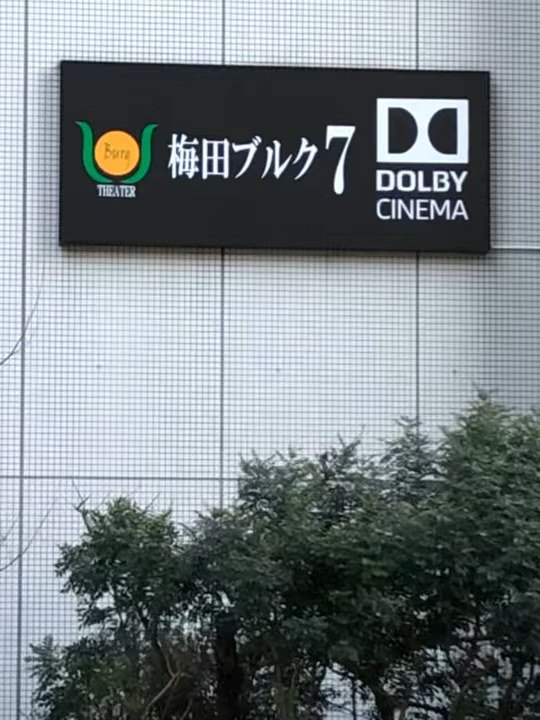 Burg
THEATER
梅田ブルク7
DOLBY
CINEMA